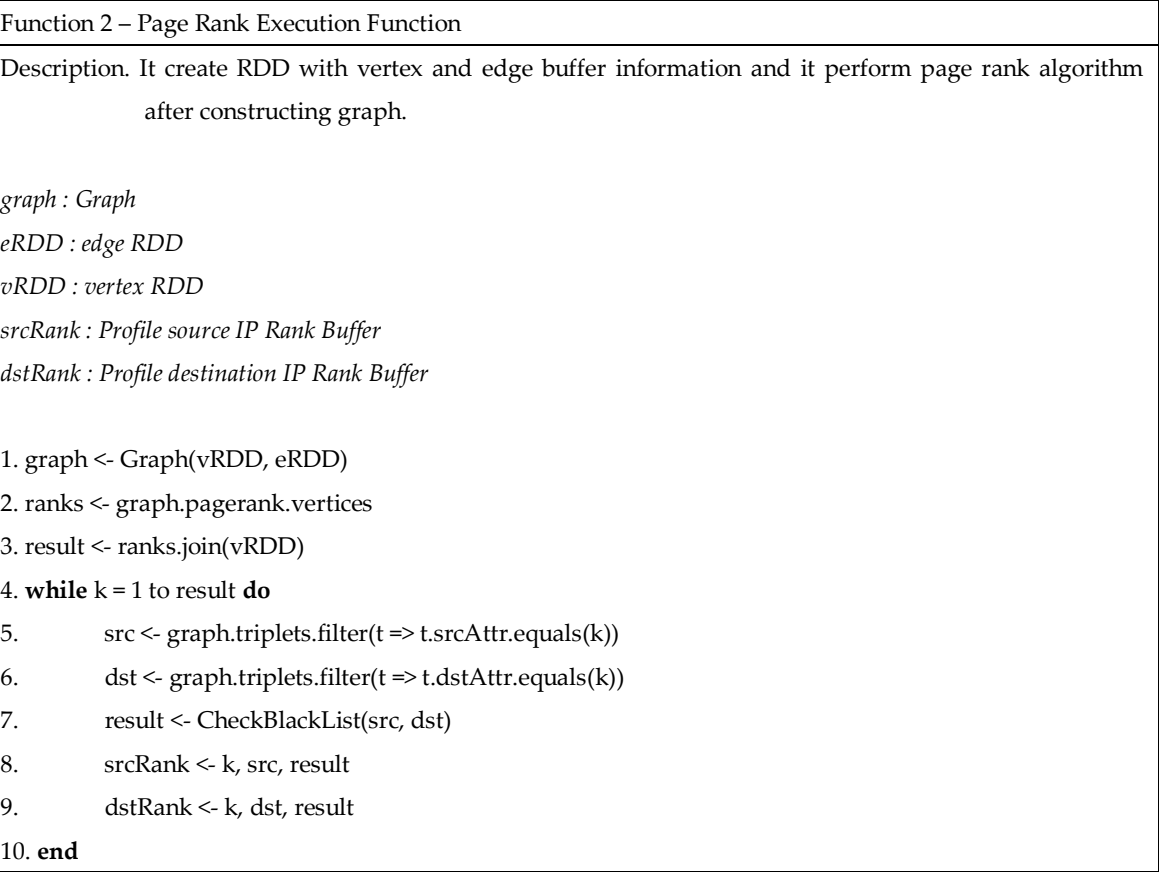 Function 2 – Page Rank Execution Function
Description. It create RDD with vertex and edge buffer information and it perform page rank algorithm
after constructing graph.
graph : Graph
eRDD : edge RDD
vRDD : vertex RDD
srcRank : Profile source IP Rank Buffer
dstRank : Profile destination IP Rank Buffer
1. graph <- Graph(vRDD, eRDD)
2. ranks <- graph.pagerank.vertices
3. result <- ranks.join(vRDD)
4. while k = 1 to result do
5. src <- graph.triplets.filter(t => t.srcAttr.equals(k))
6. dst <- graph.triplets.filter(t => t.dstAttr.equals(k))
7. result <- CheckBlackList(src, dst)
8. srcRank <- k, src, result
9. dstRank <- k, dst, result
10. end